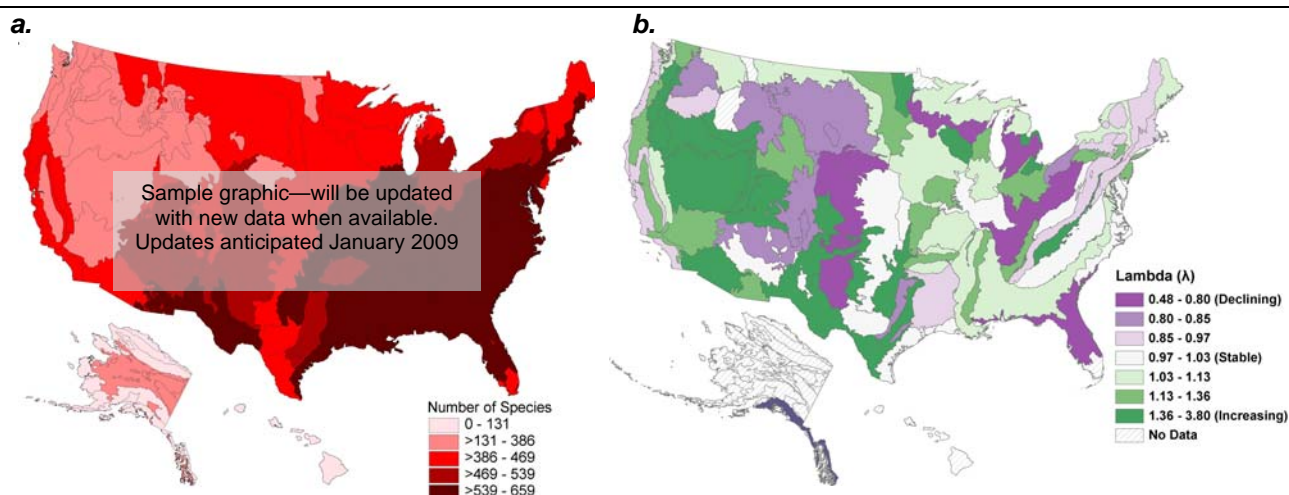 a.
b.
Sample graphic—will be updated
with new data when available.
Updates anticipated January 2009
Number of Species
0 - 131
>131 - 386
>386 - 469
>469 - 539
>539 - 659
Lambda (λ)
0.48 - 0.80 (Declining)
0.80 - 0.85
0.85 - 0.97
0.97 - 1.03 (Stable)
1.03 - 1.13
1.13 - 1.36
1.36 - 3.80 (Increasing)
No Data